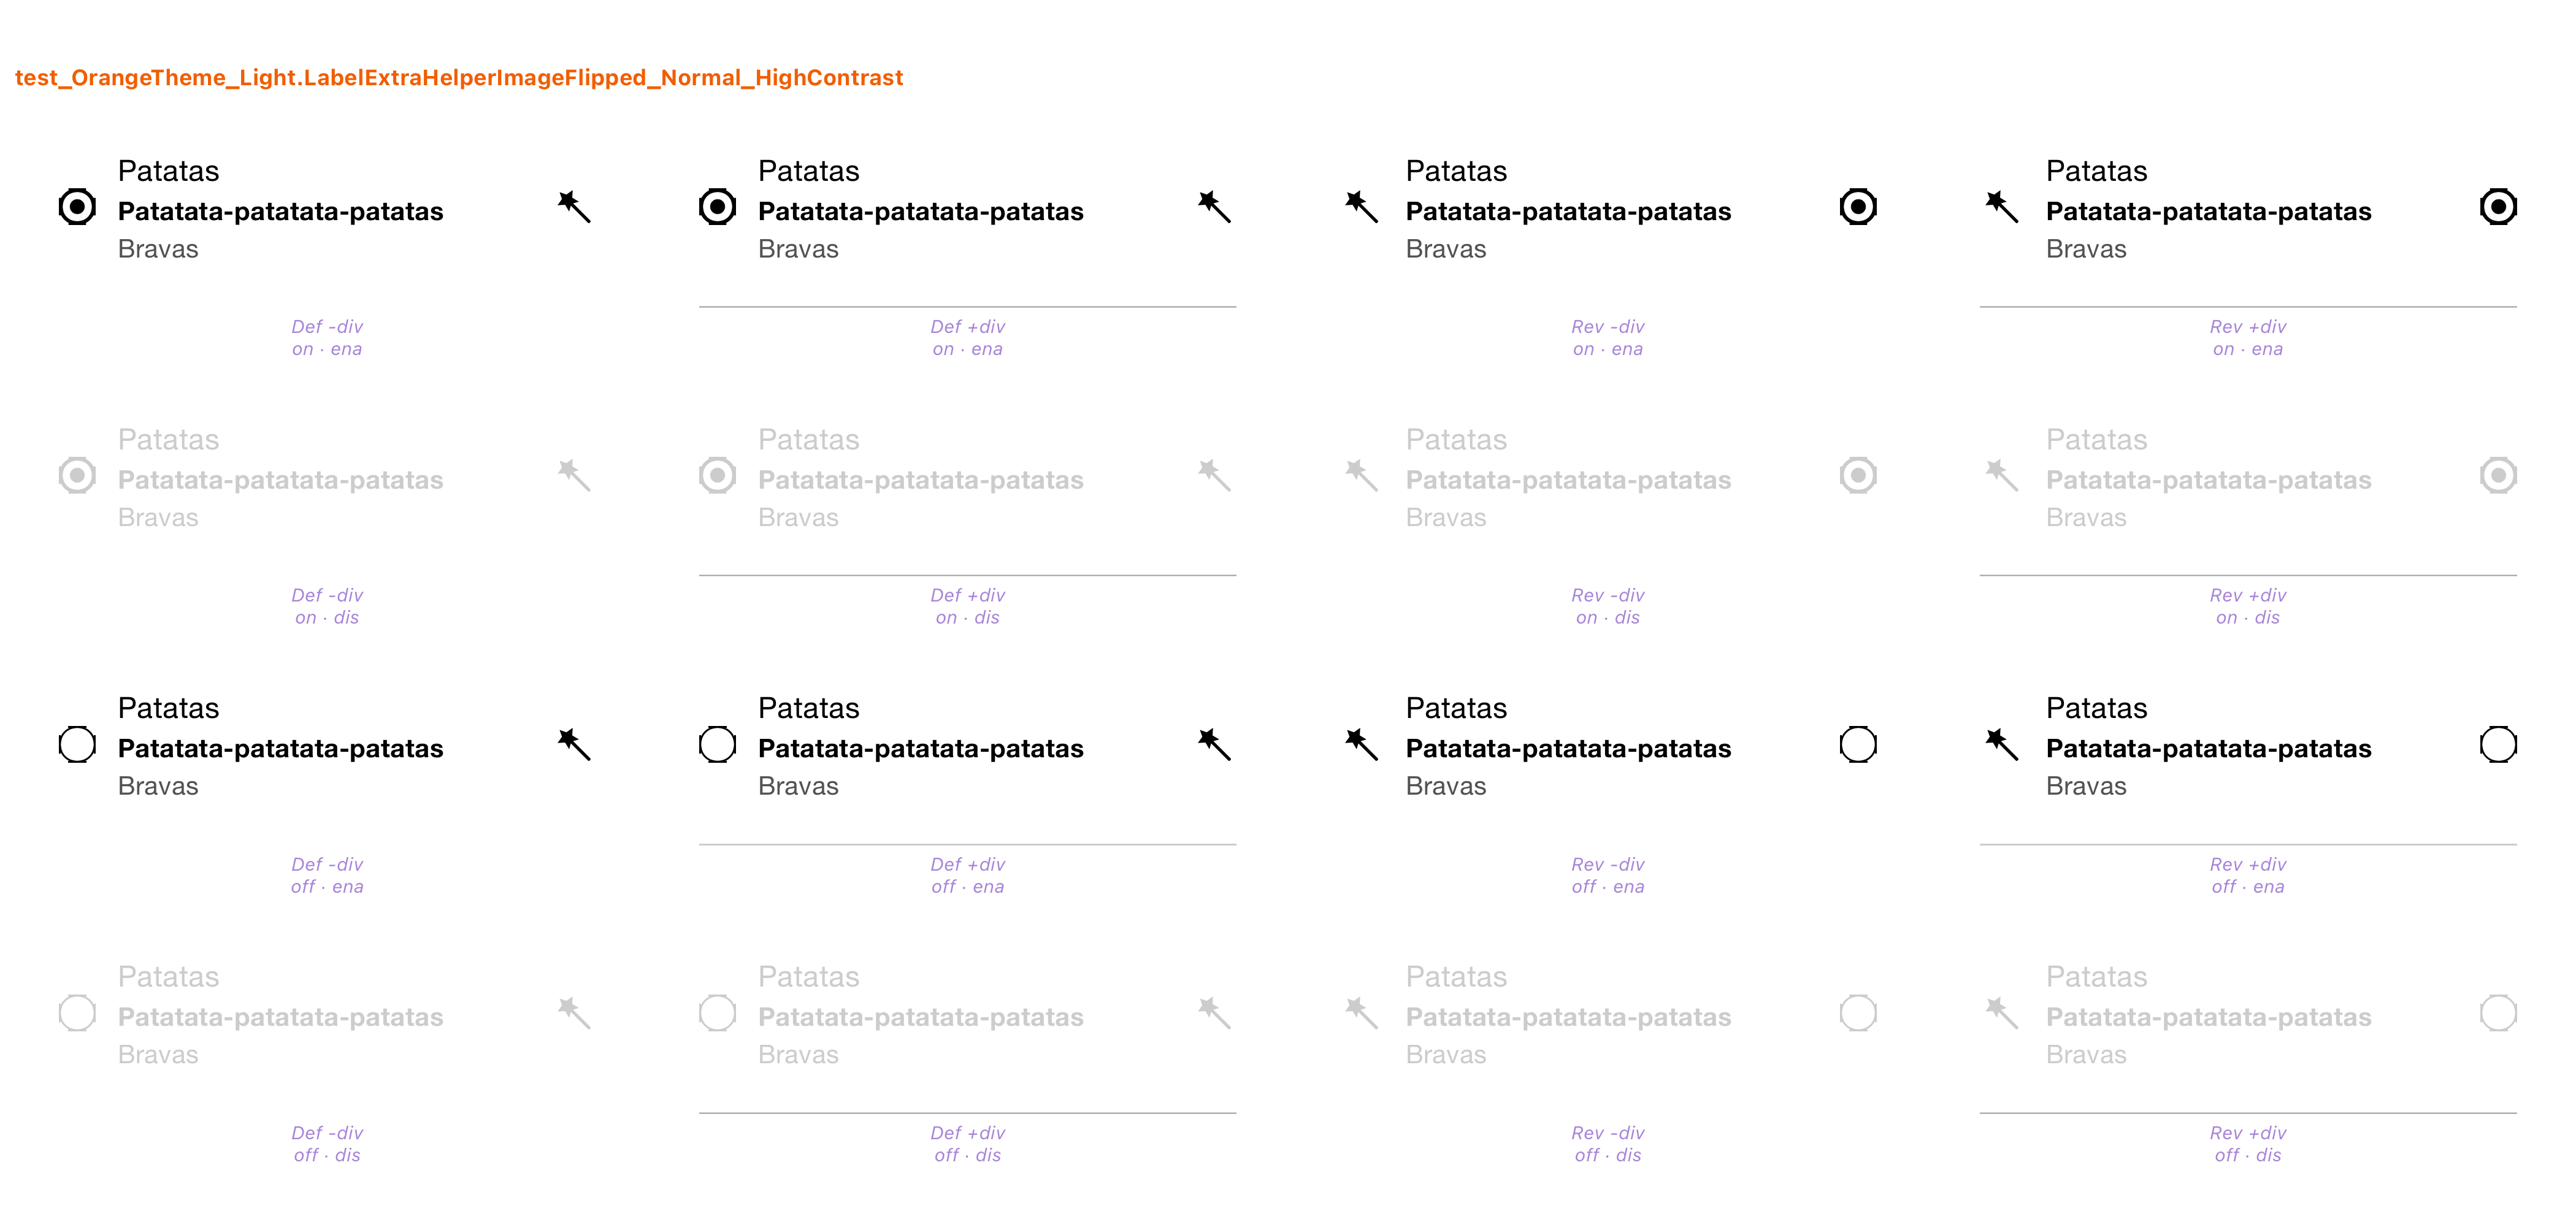 test_OrangeTheme_Light.LabelExtraHelperImageFlipped_Normal_HighContrast
Patatas
Patatata-patatata-patatas
Bravas
Def -div
on · ena
Patatas
Patatata-patatata-patatas
Bravas
Def +div
on · ena
Patatas
Patatata-patatata-patatas
Bravas
Rev -div
on · ena
Patatas
Patatata-patatata-patatas
Bravas
Rev +div
on · ena
Patatas
Patatata-patatata-patatas
Bravas
Def -div
on · dis
Patatas
Patatata-patatata-patatas
Bravas
Def +div
on · dis
Patatas
Patatata-patatata-patatas
Bravas
Rev -div
on · dis
Patatas
Patatata-patatata-patatas
Bravas
Rev +div
on · dis
Patatas
Patatata-patatata-patatas
Bravas
Def -div
off · ena
Patatas
Patatata-patatata-patatas
Bravas
Def +div
off · ena
Patatas
Patatata-patatata-patatas
Bravas
Rev -div
off · ena
Patatas
Patatata-patatata-patatas
Bravas
Rev +div
off · ena
Patatas
Patatata-patatata-patatas
Bravas
Def -div
off · dis
Patatas
Patatata-patatata-patatas
Bravas
Def +div
off · dis
Patatas
Patatata-patatata-patatas
Bravas
Rev -div
off · dis
Patatas
Patatata-patatata-patatas
Bravas
Rev +div
off · dis